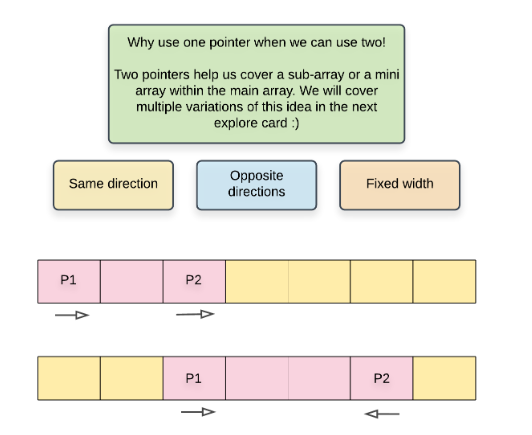 Why use one pointer when we can use two!
Two pointers help us cover a sub-array or a mini
array within the main array. We will cover
multiple variations of this idea in the next
explore card :)
Same direction
Opposite
directions
Fixed width
P1
P2
P1
P2